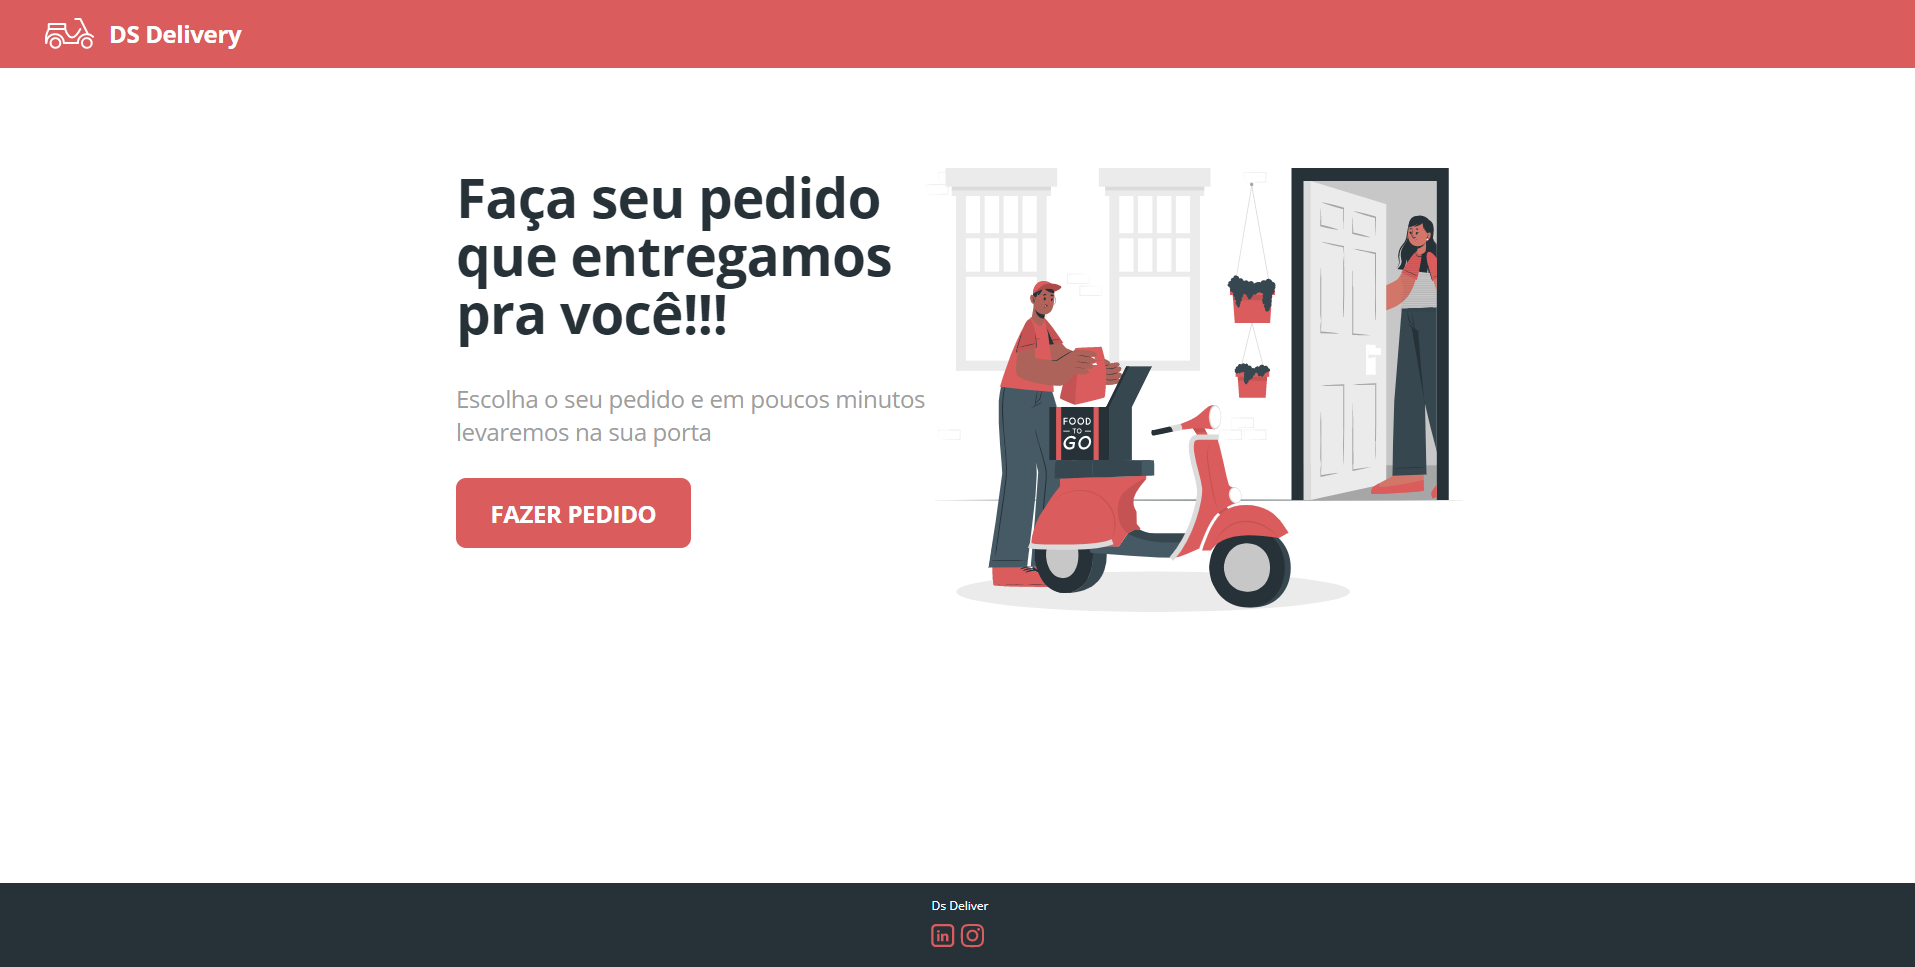 DS Delivery
Faça seu pedido
que entregamos
pra você!!!
Escolha o seu pedido e em poucos minutos
levaremos na sua porta
FAZER PEDIDO
FOOD
TO
GO
Ds Deliver
in